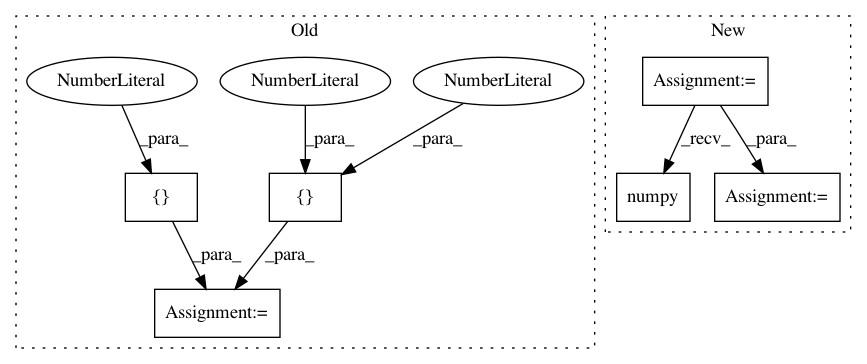 Old
New
NumberLiteral
NumberLiteral
NumberLiteral
Assignment:=
_para_
_para_
_para_
_recv_
_para_
{}
{}
numpy
Assignment:=
_para_
_para_
Assignment:=